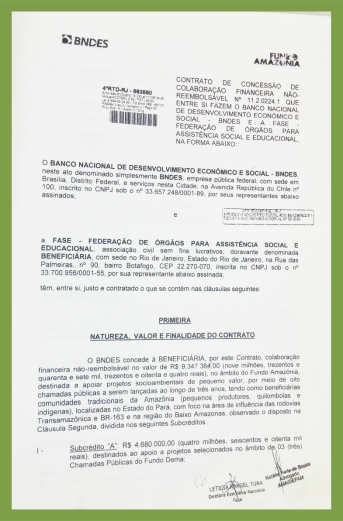 BNDES
FUNDO
AMAZÔNIA
4ºRTD-RJ - 883580
CONTRATO DE CONCESSÃO DE
COLABORAÇÃO FINANCEIRA NÃO-
REEMBOLSÁVEL Nº 11.2.0224.1 QUE
ENTRE SI FAZEM O BANCO NACIONAL
DE DESENVOLVIMENTO ECONÔMICO E
SOCIAL - BNDES E A FASE -
FEDERAÇÃO DE ÓRGÃOS PARA
ASSISTÊNCIA SOCIAL E EDUCACIONAL,
NA FORMA ABAIXO
O BANCO NACIONAL DE DESENVOLVIMENTO ECONÔMICO E SOCIAL - BNDES,
neste ato denominado simplesmente BNDES, empresa pública federal, com sede em
Brasília, Distrito Federal, e serviços nesta Cidade, na Avenida República do Chile nº
100, inscrito no CNPJ sob o nº 33.657.248/0001-89, por seus representantes abaixo
assinados;
e
a FASE - FEDERAÇÃO DE ÓRGÃOS PARA ASSISTÊNCIA SOCIAL E
EDUCACIONAL, associação civil sem fins lucrativos, doravante denominada
BENEFICIÁRIA, com sede no Rio de Janeiro, Estado do Rio de Janeiro, na Rua das
Palmeiras, nº 90, bairro Botafogo, CEP 22.270-070, inscrita no CNPJ sob o nº
33.700.956/0001-55, por sua representante abaixo assinada;
têm, entre si, justo e contratado o que se contém nas cláusulas seguintes:
PRIMEIRA
NATUREZA, VALOR E FINALIDADE DO CONTRATO
O BNDES concede à BENEFICIÁRIA, por este Contrato, colaboração
financeira não-reembolsável no valor de R$ 9.347.384,00 (nove milhões, trezentos e
quarenta e sete mil, trezentos e oitenta e quatro reais), no âmbito do Fundo Amazônia,
destinada a apoiar projetos socioambientais de pequeno valor, por meio de oito
chamadas públicas a serem lançadas ao longo de três anos, tendo como beneficiárias
comunidades tradicionais da Amazônia (pequenos produtores, quilombolas e
indígenas), localizadas no Estado do Pará, com foco na área de influência das rodovias
Transamazônica e BR-163 e na região do Baixo Amazonas, observado o disposto na
Cláusula Segunda, dividida nos seguintes Subcréditos:
I - Subcrédito "A": R$ 4.680.000,00 (quatro milhões, seiscentos e oitenta mil
reais), destinados ao apoio a projetos selecionados no âmbito de 03 (três)
Chamadas Públicas do Fundo Dema;
LETICIA RANGEL TURA
Diretora Executiva Nacional
Fase
Advogado